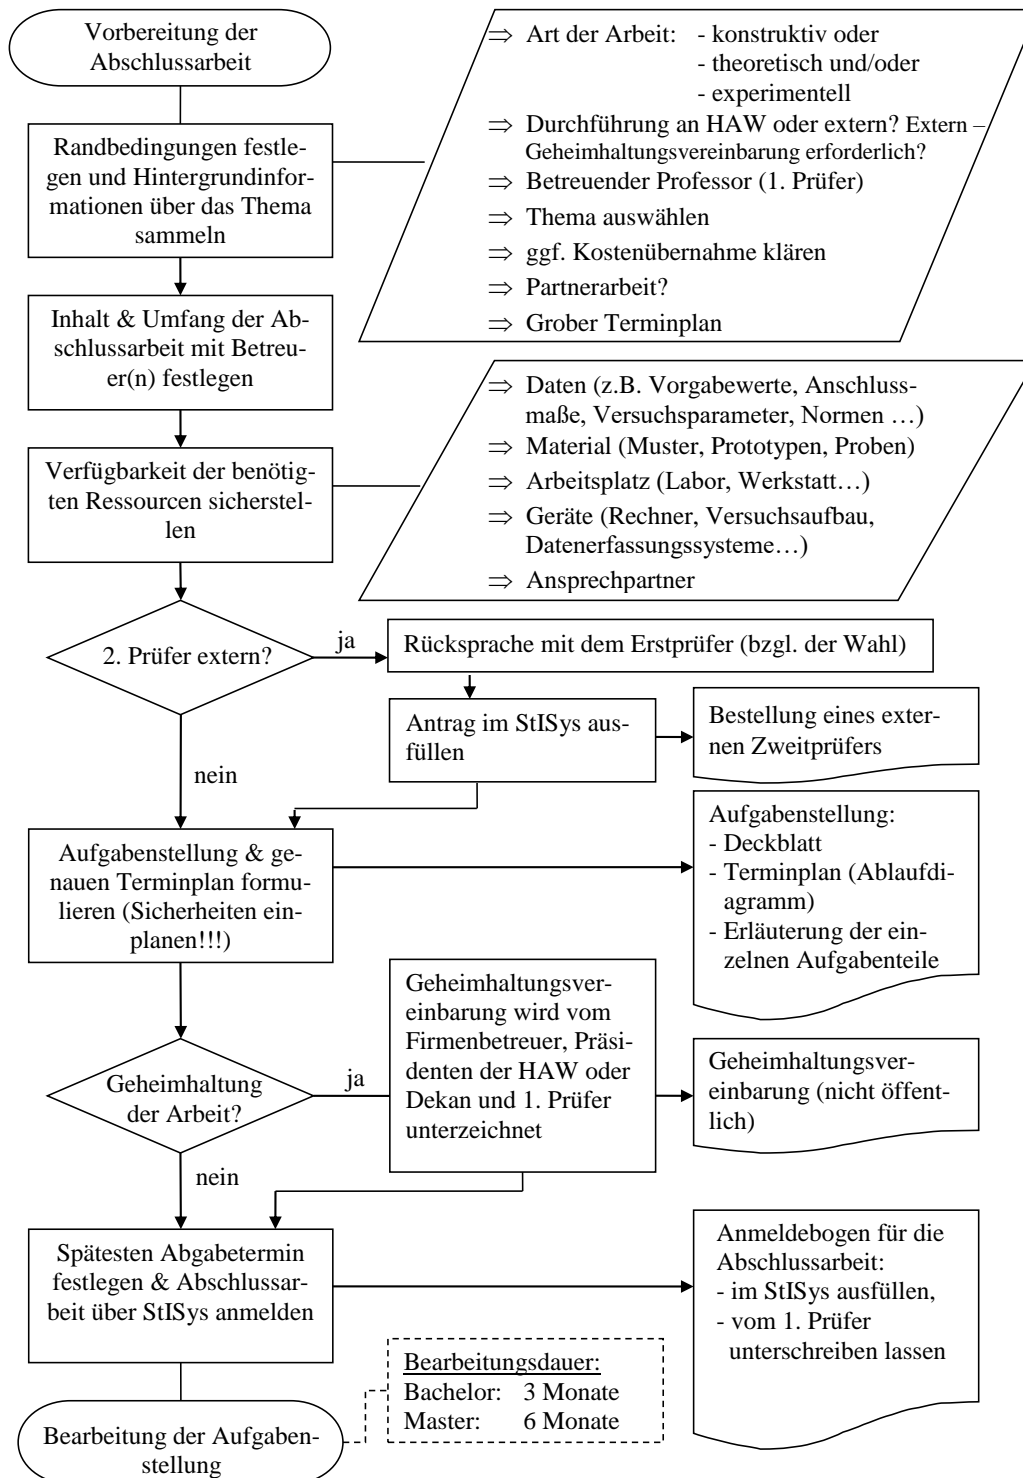 Vorbereitung der
Abschlussarbeit
⇒ Art der Arbeit: - konstruktiv oder
- theoretisch und/oder
- experimentell
⇒ Durchführung an HAW oder extern? Extern –
Geheimhaltungsvereinbarung erforderlich?
⇒ Betreuender Professor (1. Prüfer)
⇒ Thema auswählen
⇒ ggf. Kostenübernahme klären
⇒ Partnerarbeit?
⇒ Grober Terminplan
Randbedingungen festle-
gen und Hintergrundinfor-
mationen über das Thema
sammeln
Inhalt & Umfang der Ab-
schlussarbeit mit Betreu-
er(n) festlegen
⇒ Daten (z.B. Vorgabewerte, Anschluss-
maße, Versuchsparameter, Normen …)
⇒ Material (Muster, Prototypen, Proben)
⇒ Arbeitsplatz (Labor, Werkstatt…)
⇒ Geräte (Rechner, Versuchsaufbau,
Datenerfassungssysteme…)
⇒ Ansprechpartner
Verfügbarkeit der benötig-
ten Ressourcen sicherstel-
len
2. Prüfer extern?
ja
Rücksprache mit dem Erstprüfer (bzgl. der Wahl)
Antrag im StISys aus-
füllen
Bestellung eines exter-
nen Zweitprüfers
nein
Aufgabenstellung & ge-
nauen Terminplan formu-
lieren (Sicherheiten ein-
planen!!!)
Aufgabenstellung:
- Deckblatt
- Terminplan (Ablaufdi-
agramm)
- Erläuterung der ein-
zelnen Aufgabenteile
Geheimhaltung
der Arbeit?
ja
Geheimhaltungsver-
einbarung wird vom
Firmenbetreuer, Präsi-
denten der HAW oder
Dekan und 1. Prüfer
unterzeichnet
Geheimhaltungsver-
einbarung (nicht öffent-
lich)
nein
Spätesten Abgabetermin
festlegen & Abschlussar-
beit über StISys anmelden
Anmeldebogen für die
Abschlussarbeit:
- im StISys ausfüllen,
- vom 1. Prüfer
unterschreiben lassen
Bearbeitungsdauer:
Bachelor: 3 Monate
Master: 6 Monate
Bearbeitung der Aufgaben-
stellung